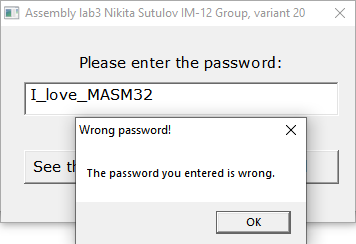 Assembly lab3 Nikita Sutulov IM-12 Group, variant 20
Please enter the password:
I_love_MASM32
Wrong password!
The password you entered is wrong.
See
OK